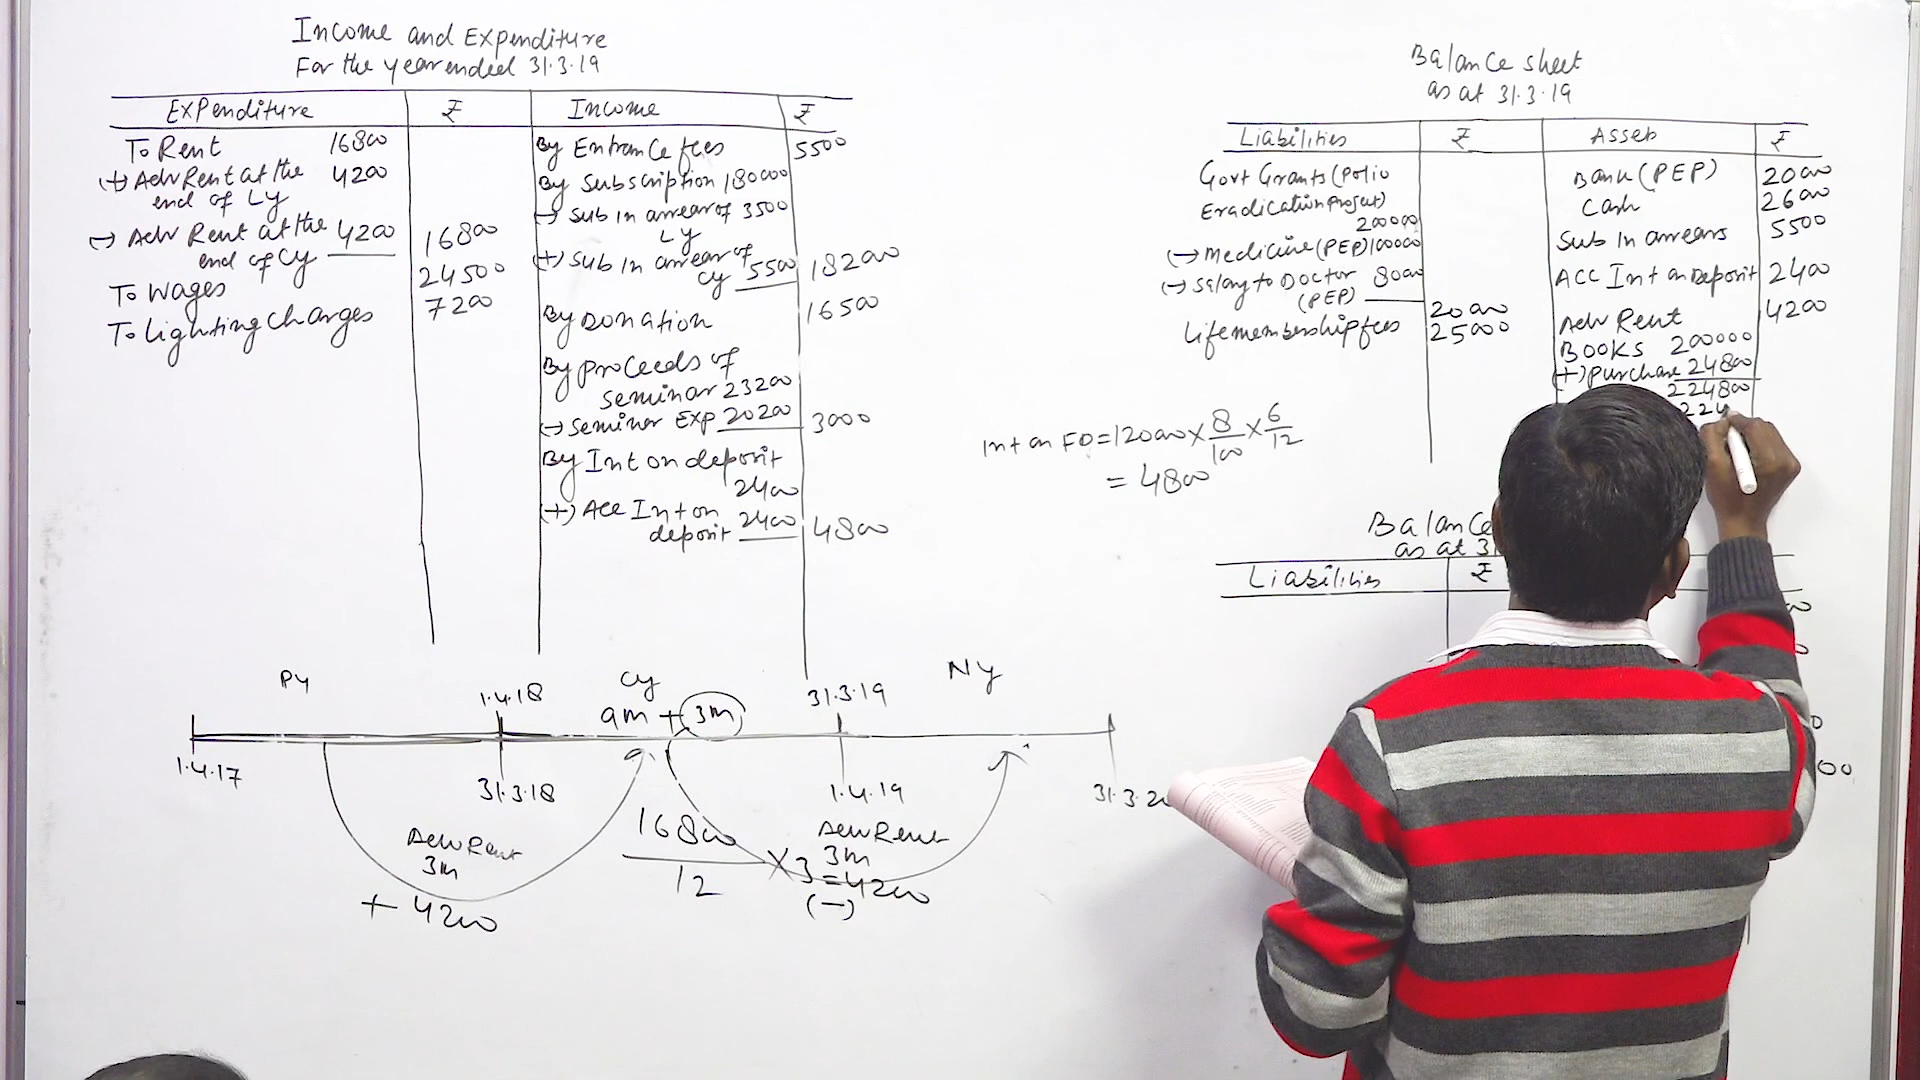 Income and Expenditure
For the year ended 31.3.19
Expenditure ₹ Income ₹
To Rent 16800
(+) Adv Rent at the 4200
end of LY
(-) Adv Rent at the 4200 16800
end of CY
To Wages 24500
To Lighting Charges 7200
By Entrance fees 5500
By Subscription 180000
(-) Sub in arrear of 3500
LY
(+) Sub in arrear of
CY 5500 182000
By Donation 16500
By Proceeds of
Seminar 23200
(-) Seminar Exp 20200 3000
By Int on deposit
2400
(+) Acc Int on
deposit 2400 4800
Int on FD = 120000 × 8/100 × 6/12
= 4800
Balance sheet
as at 31.3.19
Liabilities ₹ Assets ₹
Govt Grants (Polio
Eradication Project)
200000
(-) Medicine (PEP) 100000
(-) Salary to Doctor 8000
(PEP)
20000
Life membership fees 25000
Bank (PEP) 20000
Cash 2600
Sub in arrears 5500
Acc Int on Deposit 2400
Adv Rent 4200
Books 200000
(+) Purchase 24800
224800
Balance
as at 3
Liabilities ₹
00
PY CY NY
1.4.18 31.3.19
9m + 3m
1.4.17 31.3.18 1.4.19 31.3.20
Adv Rent
3m
+ 4200
16800/12 × 3 = 4200
Adv Rent
3m
(-)